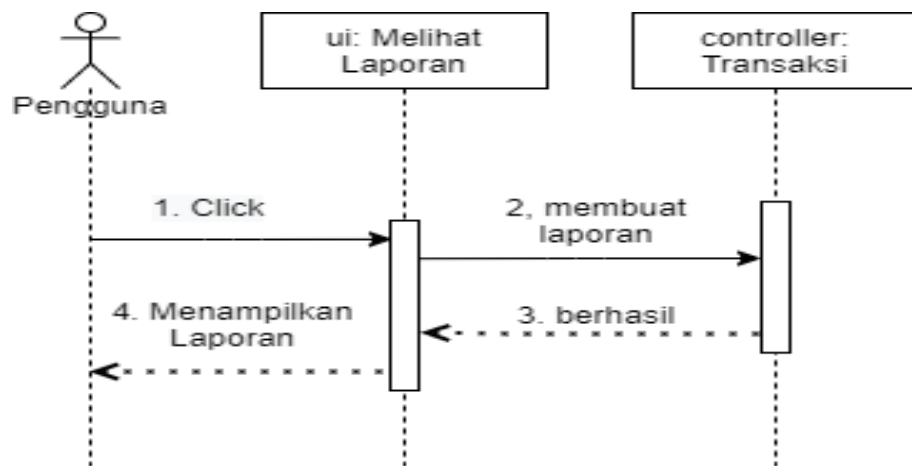 ui: Melihat
Laporan
controller:
Transaksi
Pengguna
1. Click
2, membuat
laporan
3. berhasil
4. Menampilkan
Laporan